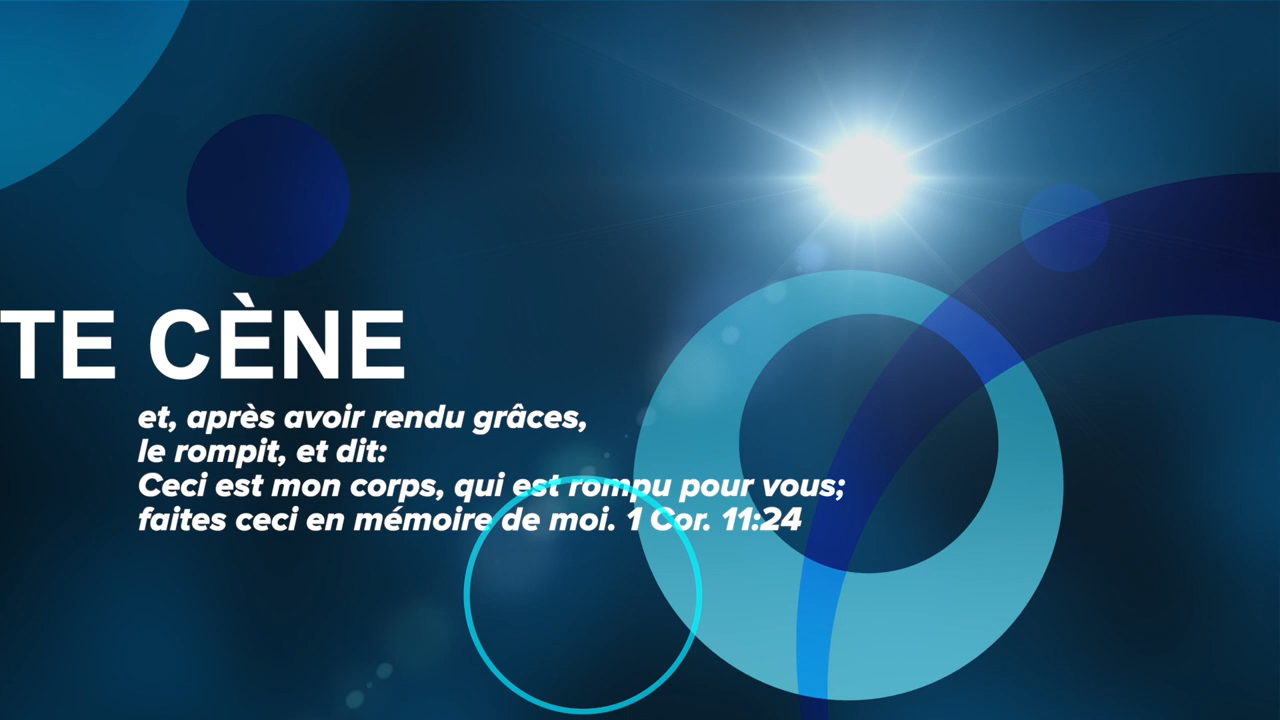 TE CÈNE
et, après avoir rendu grâces,
le rompit, et dit:
Ceci est mon corps, qui est rompu pour vous;
faites ceci en mémoire de moi. 1 Cor. 11:24